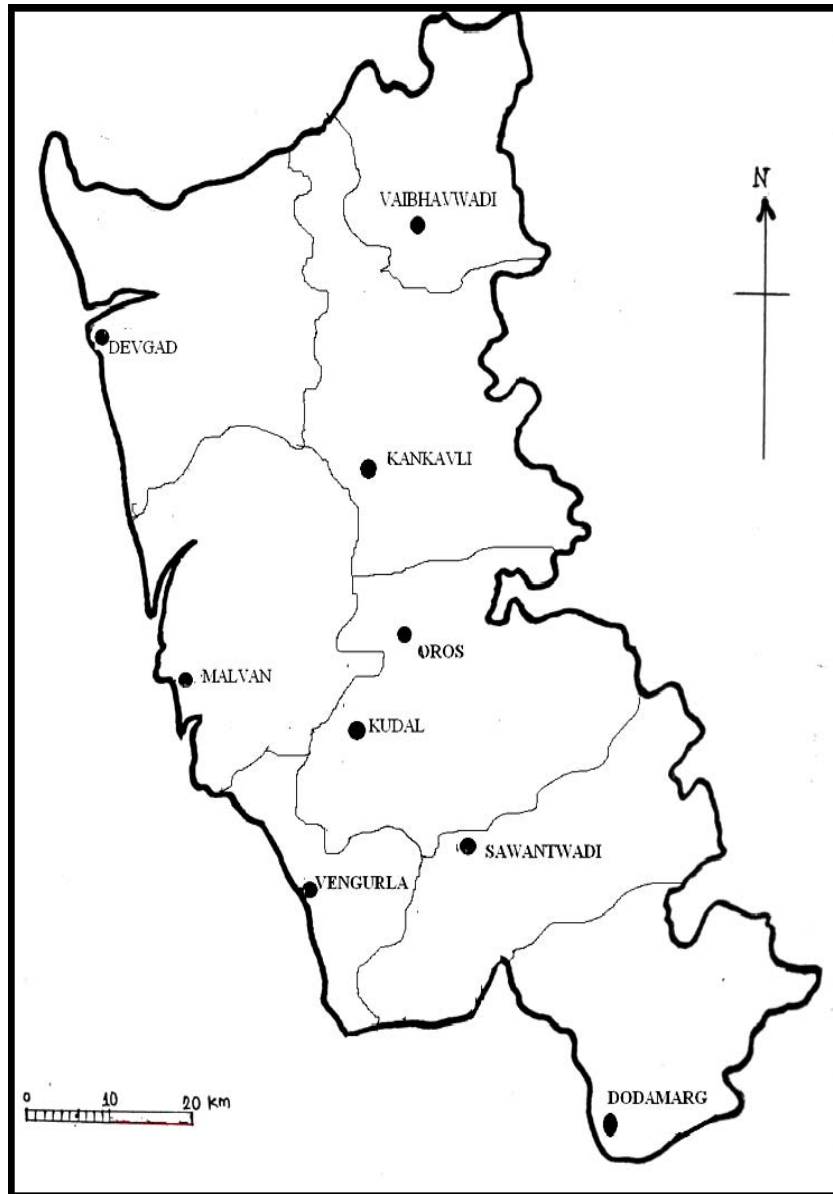 N
VAIBHAVWADI
DEVGAD
KANKAVLI
OROS
MALVAN
KUDAL
SAWANTWADI
VENGURLA
DODAMARG
0 10 20 KM